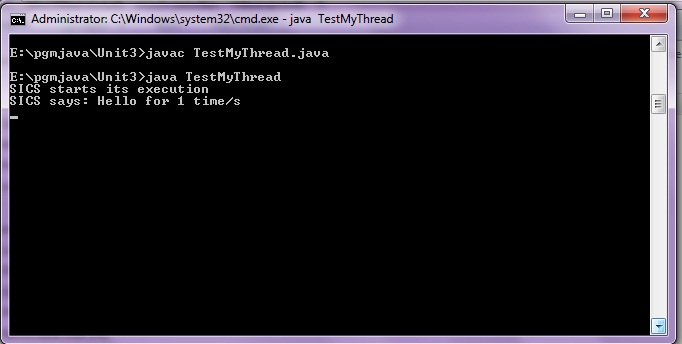 Administrator: C:\Windows\system32\cmd.exe - java  TestMyThread
E:\pgmjava\Unit3>javac TestMyThread.java
E:\pgmjava\Unit3>java TestMyThread
SICS starts its execution
SICS says: Hello for 1 time/s